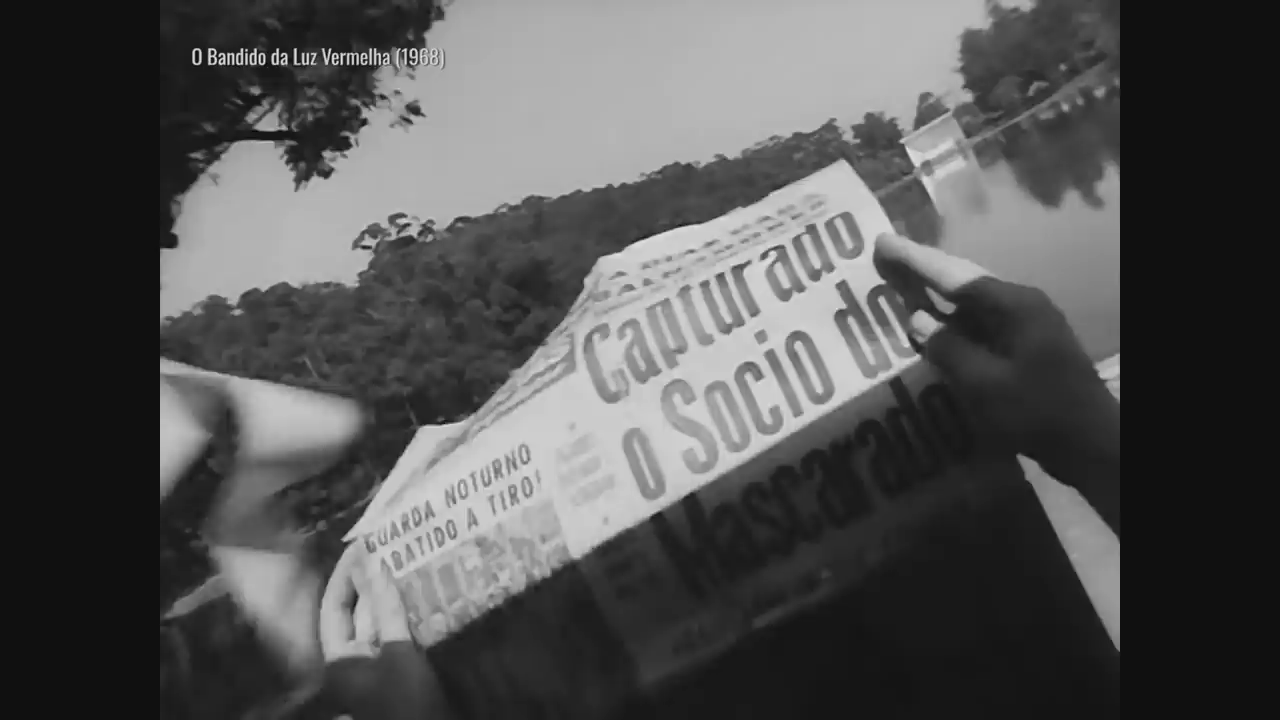 O Bandido da Luz Vermelha (1968)
Capturado
o Socio do
Mascarado
GUARDA NOTURNO
ABATIDO A TIRO!